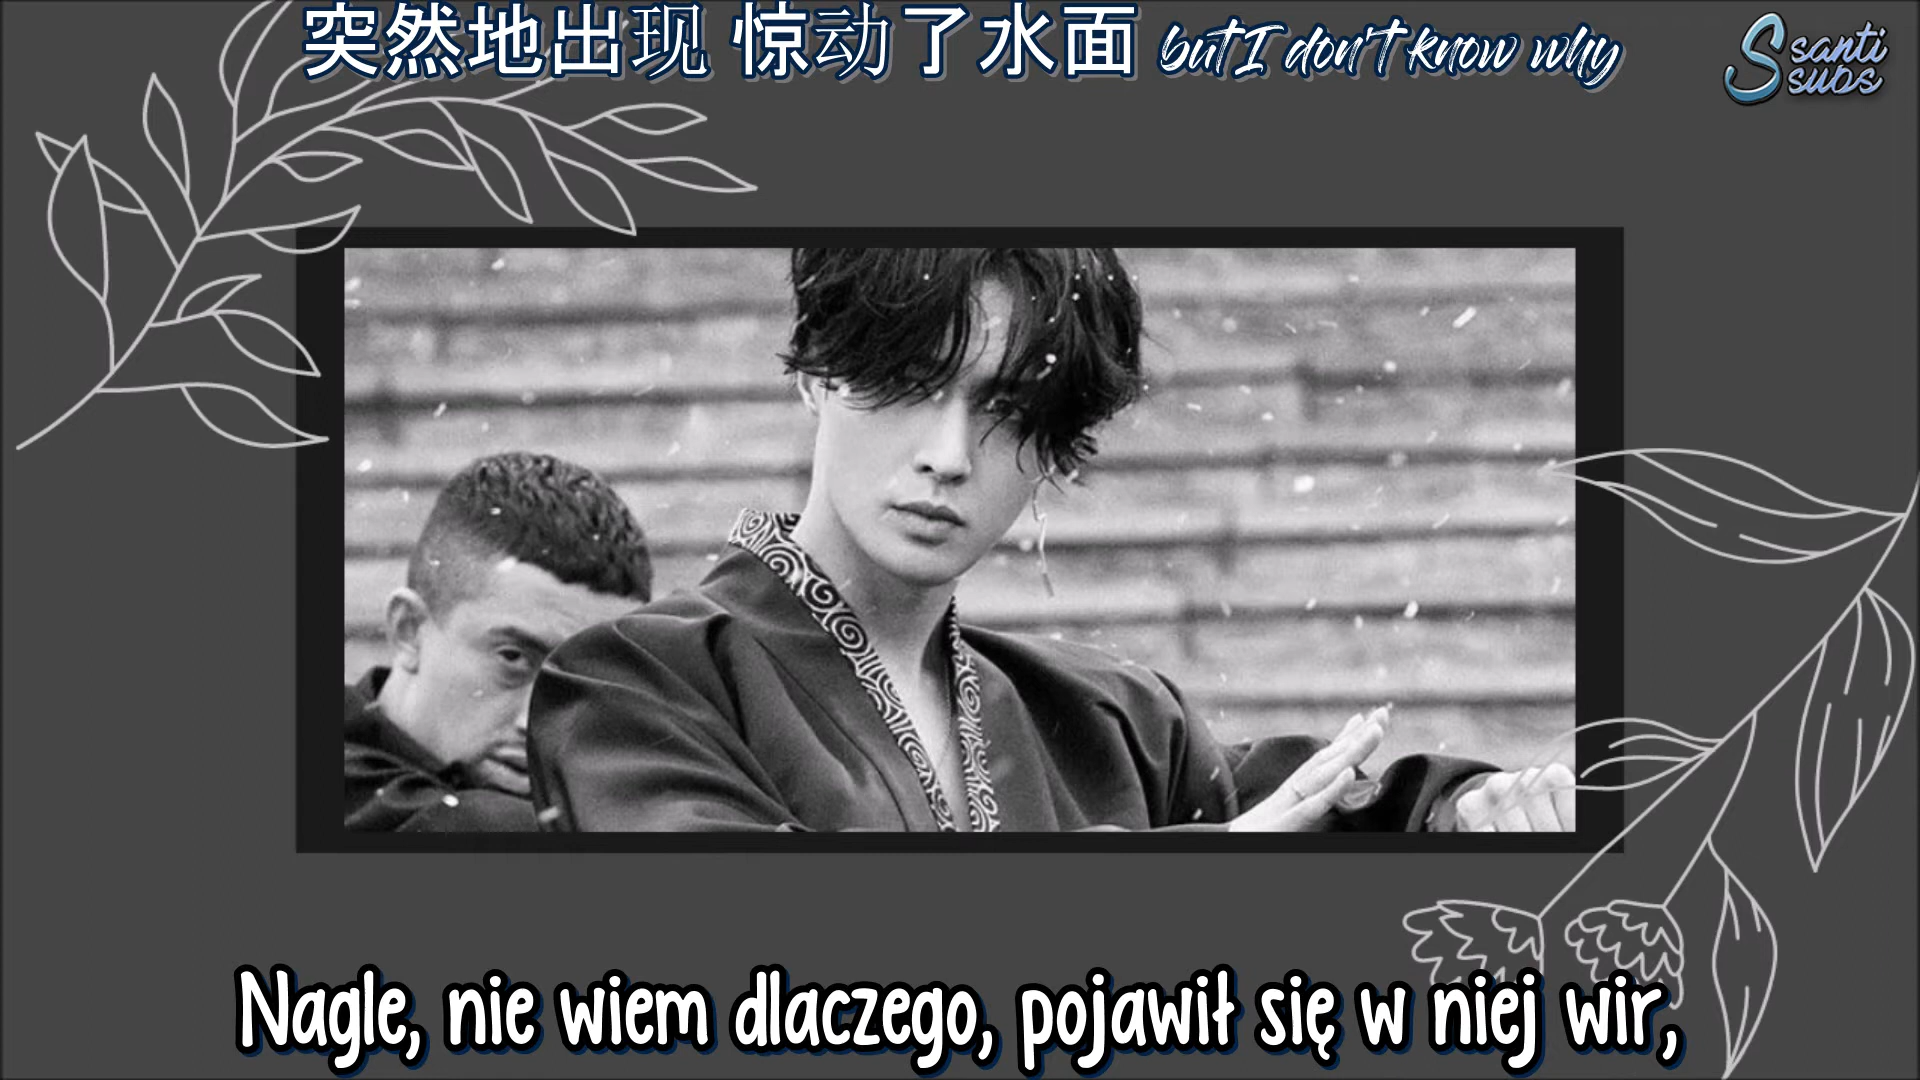 突然地出现 惊动了水面 but I don't know why
Ssanti
subs
Nagle, nie wiem dlaczego, pojawił się w niej wir,